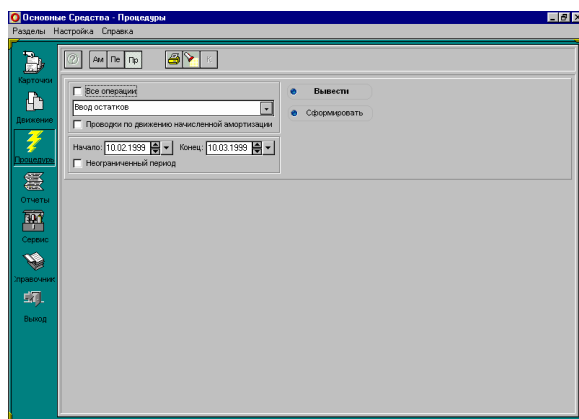 Основные Средства - Процедуры
Разделы Настройка Справка
Ам Пе Пр К
Карточки
Движение
Процедуры
Отчеты
Сервис
Справочник
Выход
Все операции
Ввод остатков
Проводки по движению начисленной амортизации
Начало: 10.02.1999 Конец: 10.03.1999
Неограниченный период
Вывести
Сформировать